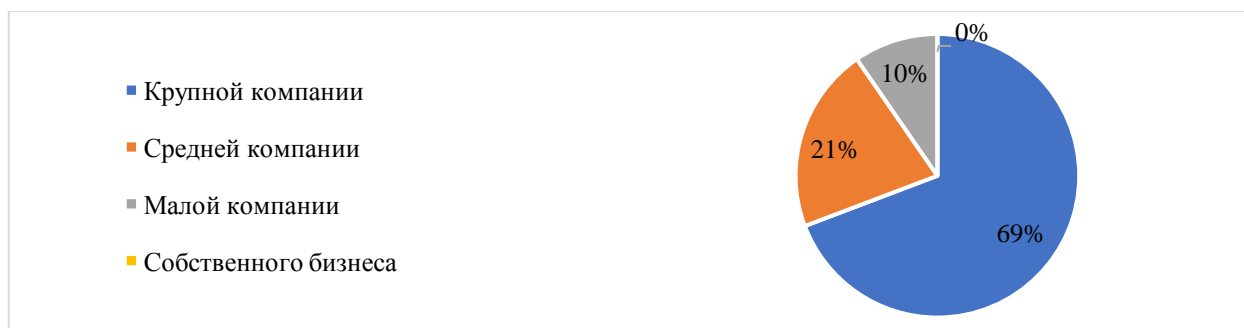 Крупной компании
Средней компании
Малой компании
Собственного бизнеса
0%
10%
21%
69%